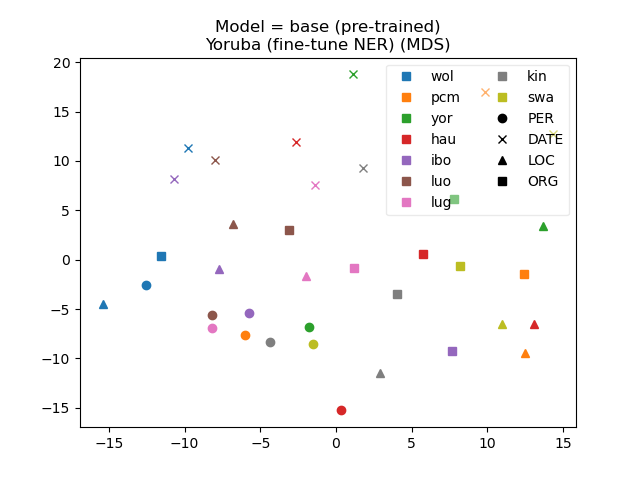 Model = base (pre-trained)
Yoruba (fine-tune NER) (MDS)
20
15
10
5
0
−5
−10
−15
−15
−10
−5
0
5
10
15
wol
pcm
yor
hau
ibo
luo
lug
kin
swa
PER
DATE
LOC
ORG